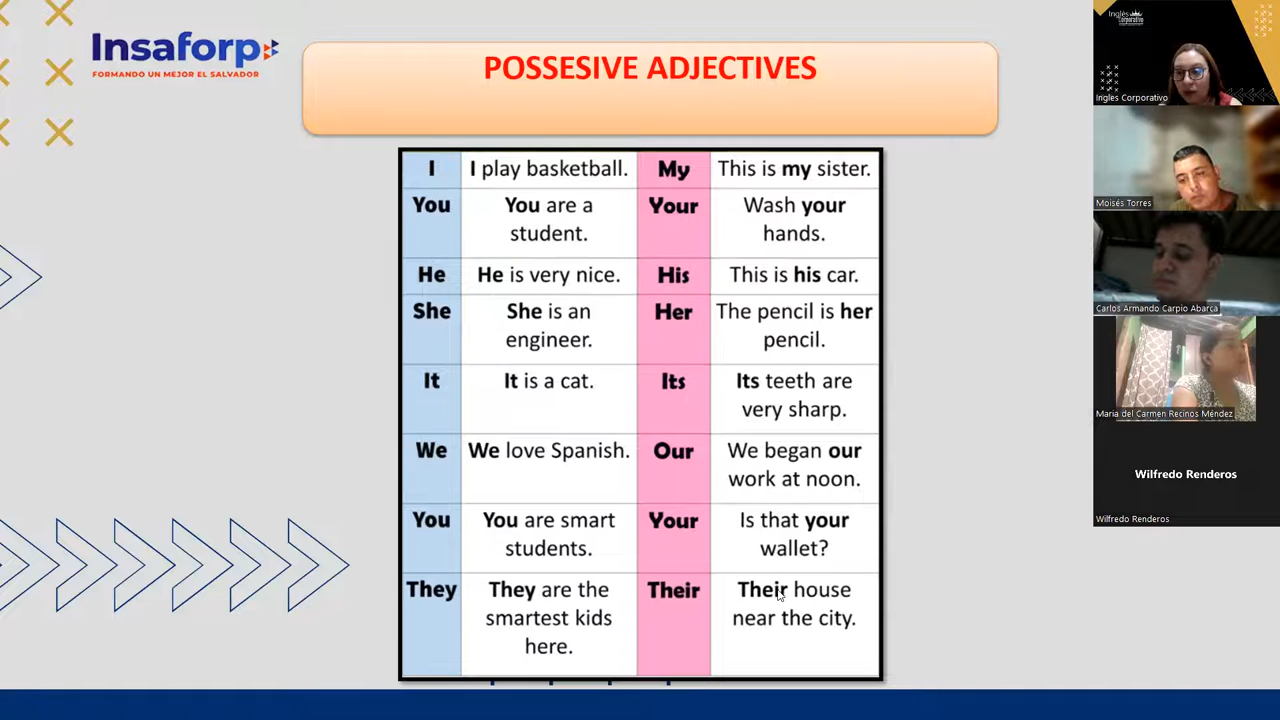 Insaforp
FORMANDO UN MEJOR EL SALVADOR
POSSESIVE ADJECTIVES
I
I play basketball.
My
This is my sister.
You
You are a
student.
Your
Wash your
hands.
He
He is very nice.
His
This is his car.
She
She is an
engineer.
Her
The pencil is her
pencil.
It
It is a cat.
Its
Its teeth are
very sharp.
We
We love Spanish.
Our
We began our
work at noon.
You
You are smart
students.
Your
Is that your
wallet?
They
They are the
smartest kids
here.
Their
Their house
near the city.
Inglés
Corporativo
Ingles Corporativo
Moisés Torres
Carlos Armando Carpio Abarca
Maria del Carmen Recinos Méndez
Wilfredo Renderos
Wilfredo Renderos